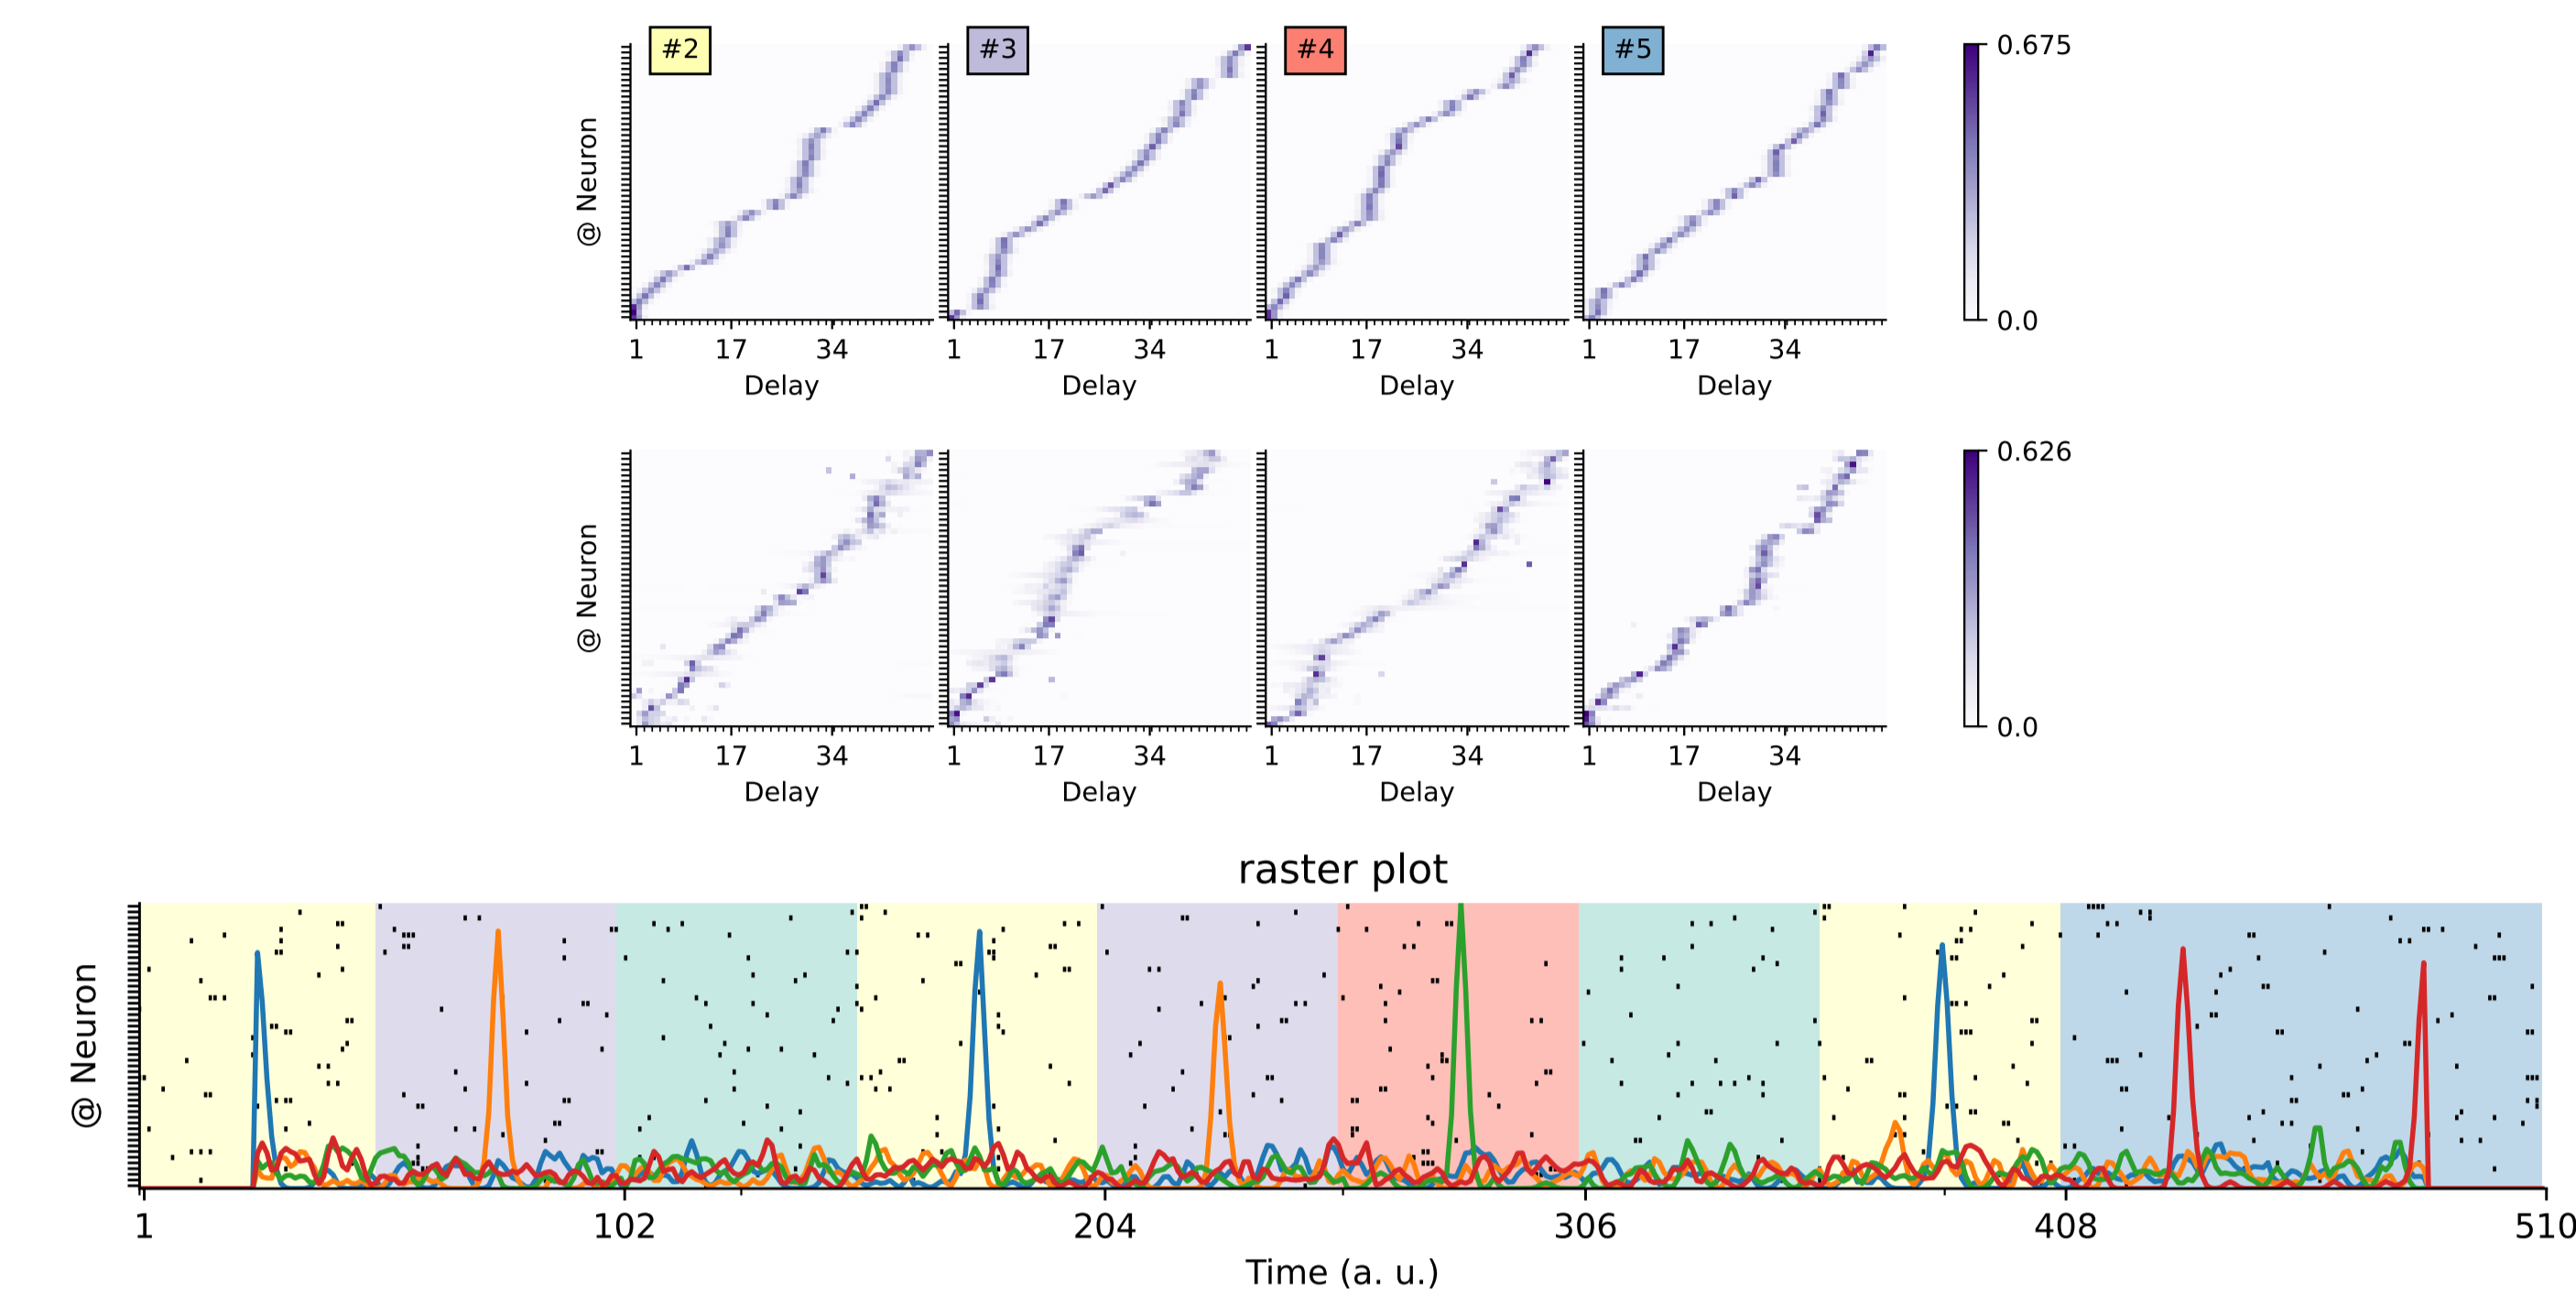 #2 #3 #4 #5
0.675
0.0
@ Neuron
1 17 34 1 17 34 1 17 34 1 17 34
Delay Delay Delay Delay
0.626
0.0
@ Neuron
1 17 34 1 17 34 1 17 34 1 17 34
Delay Delay Delay Delay
raster plot
@ Neuron
1 102 204 306 408 510
Time (a. u.)